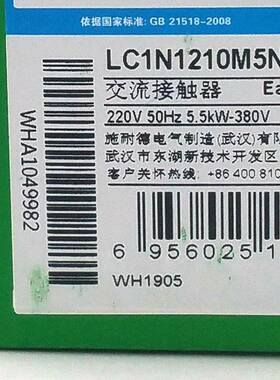 依据国家标准: GB 21518-2008
LC1N1210M5N
交流接触器 Ea
220V 50Hz 5.5kW-380V
施耐德电气制造(武汉)有限
武汉市东湖新技术开发区
客户关怀热线: +86 400 810
WHA1049982
6 956025 1
WH1905